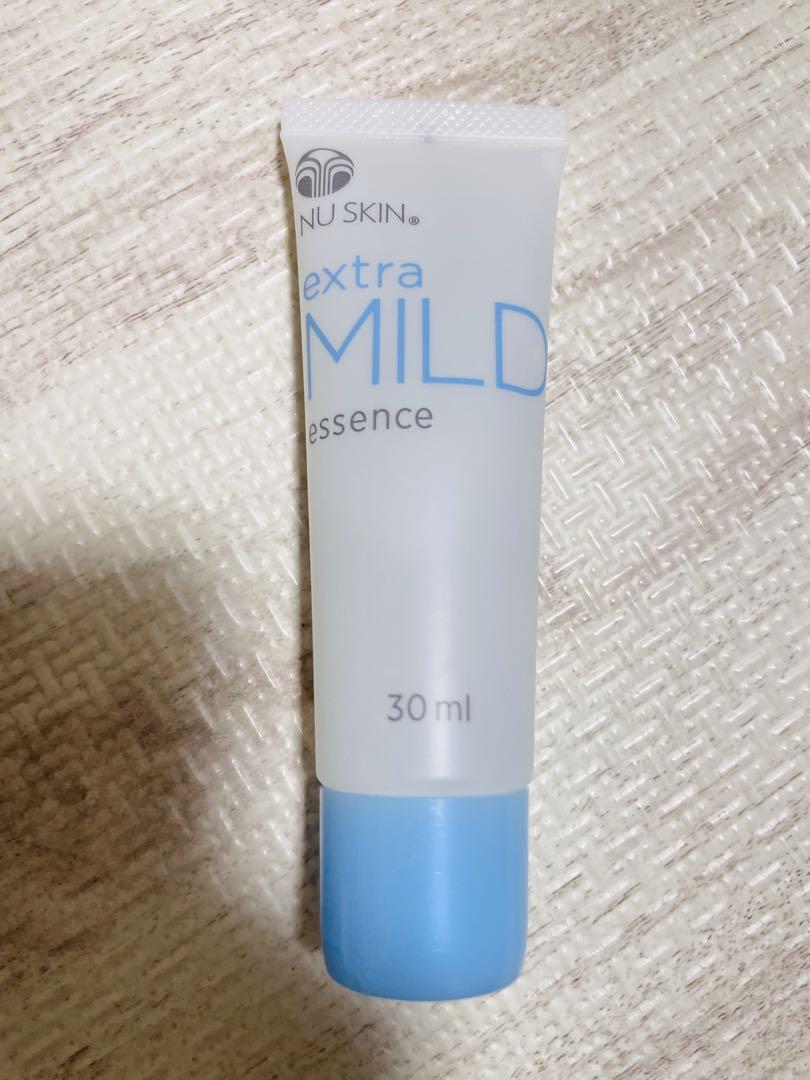 NU SKIN®
extra
MILD
essence
30 ml